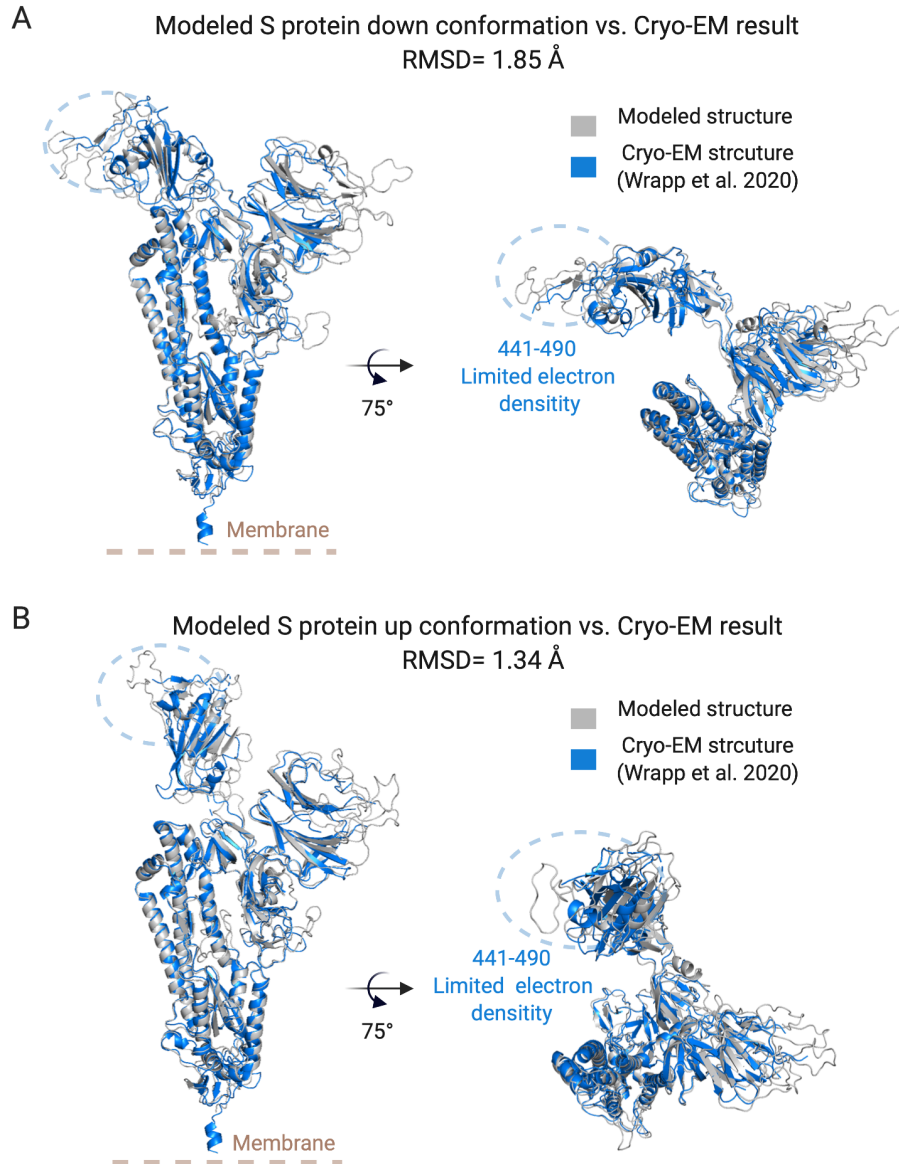 A
Modeled S protein down conformation vs. Cryo-EM result
RMSD= 1.85 Å
Modeled structure
Cryo-EM strcuture
(Wrapp et al. 2020)
441-490
Limited electron
densitity
75°
Membrane
B
Modeled S protein up conformation vs. Cryo-EM result
RMSD= 1.34 Å
Modeled structure
Cryo-EM strcuture
(Wrapp et al. 2020)
441-490
Limited electron
densitity
75°
Membrane